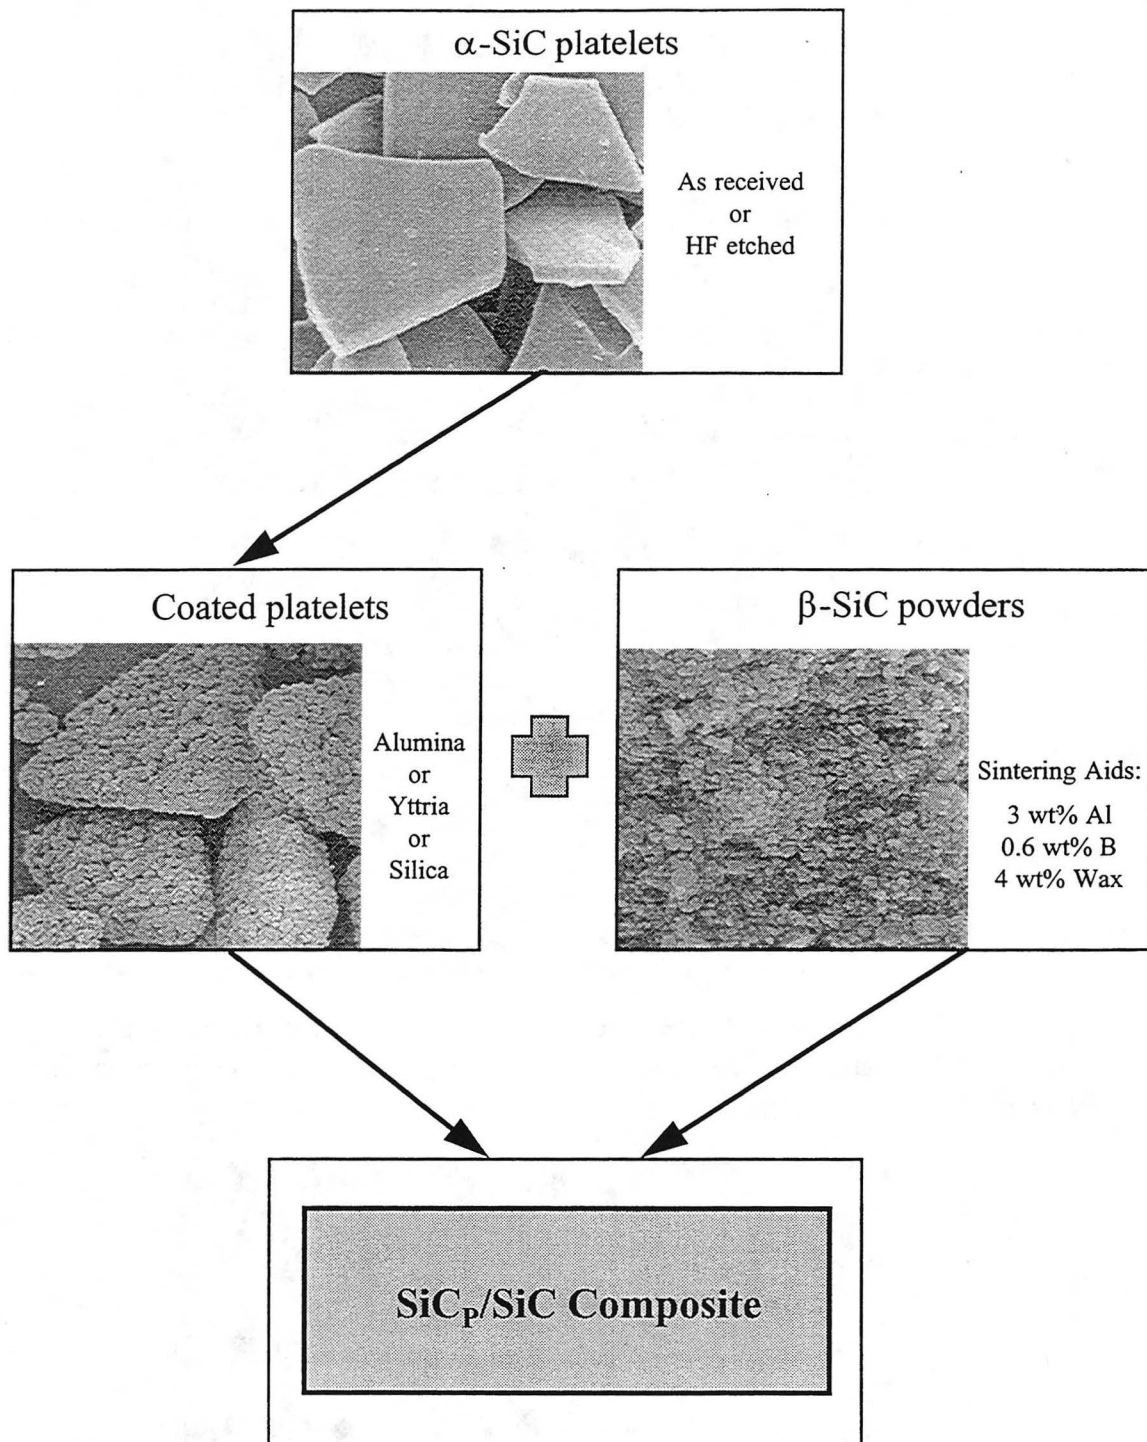 α-SiC platelets
As received
or
HF etched
Coated platelets
Alumina
or
Yttria
or
Silica
β-SiC powders
Sintering Aids:
3 wt% Al
0.6 wt% B
4 wt% Wax
SiC_P/SiC Composite